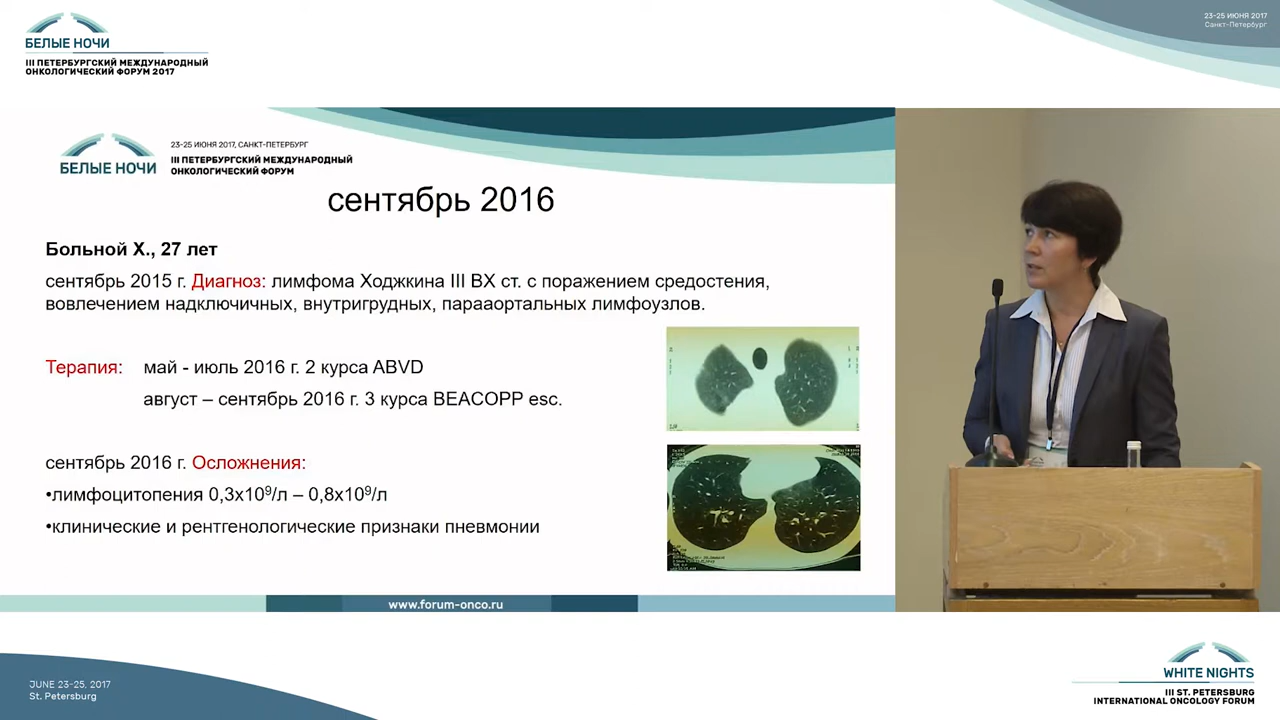 БЕЛЫЕ НОЧИ
III ПЕТЕРБУРГСКИЙ МЕЖДУНАРОДНЫЙ
ОНКОЛОГИЧЕСКИЙ ФОРУМ 2017
23-25 ИЮНЯ 2017
Санкт-Петербург
БЕЛЫЕ НОЧИ
23-25 ИЮНЯ 2017, САНКТ-ПЕТЕРБУРГ
III ПЕТЕРБУРГСКИЙ МЕЖДУНАРОДНЫЙ
ОНКОЛОГИЧЕСКИЙ ФОРУМ
сентябрь 2016
Больной Х., 27 лет
сентябрь 2015 г. Диагноз: лимфома Ходжкина III BX ст. с поражением средостения,
вовлечением надключичных, внутригрудных, парааортальных лимфоузлов.
Терапия: май - июль 2016 г. 2 курса ABVD
август – сентябрь 2016 г. 3 курса BEACOPP esc.
сентябрь 2016 г. Осложнения:
•лимфоцитопения 0,3х10⁹/л – 0,8х10⁹/л
•клинические и рентгенологические признаки пневмонии
www.forum-onco.ru
JUNE 23-25, 2017
St. Petersburg
WHITE NIGHTS
III ST. PETERSBURG
INTERNATIONAL ONCOLOGY FORUM